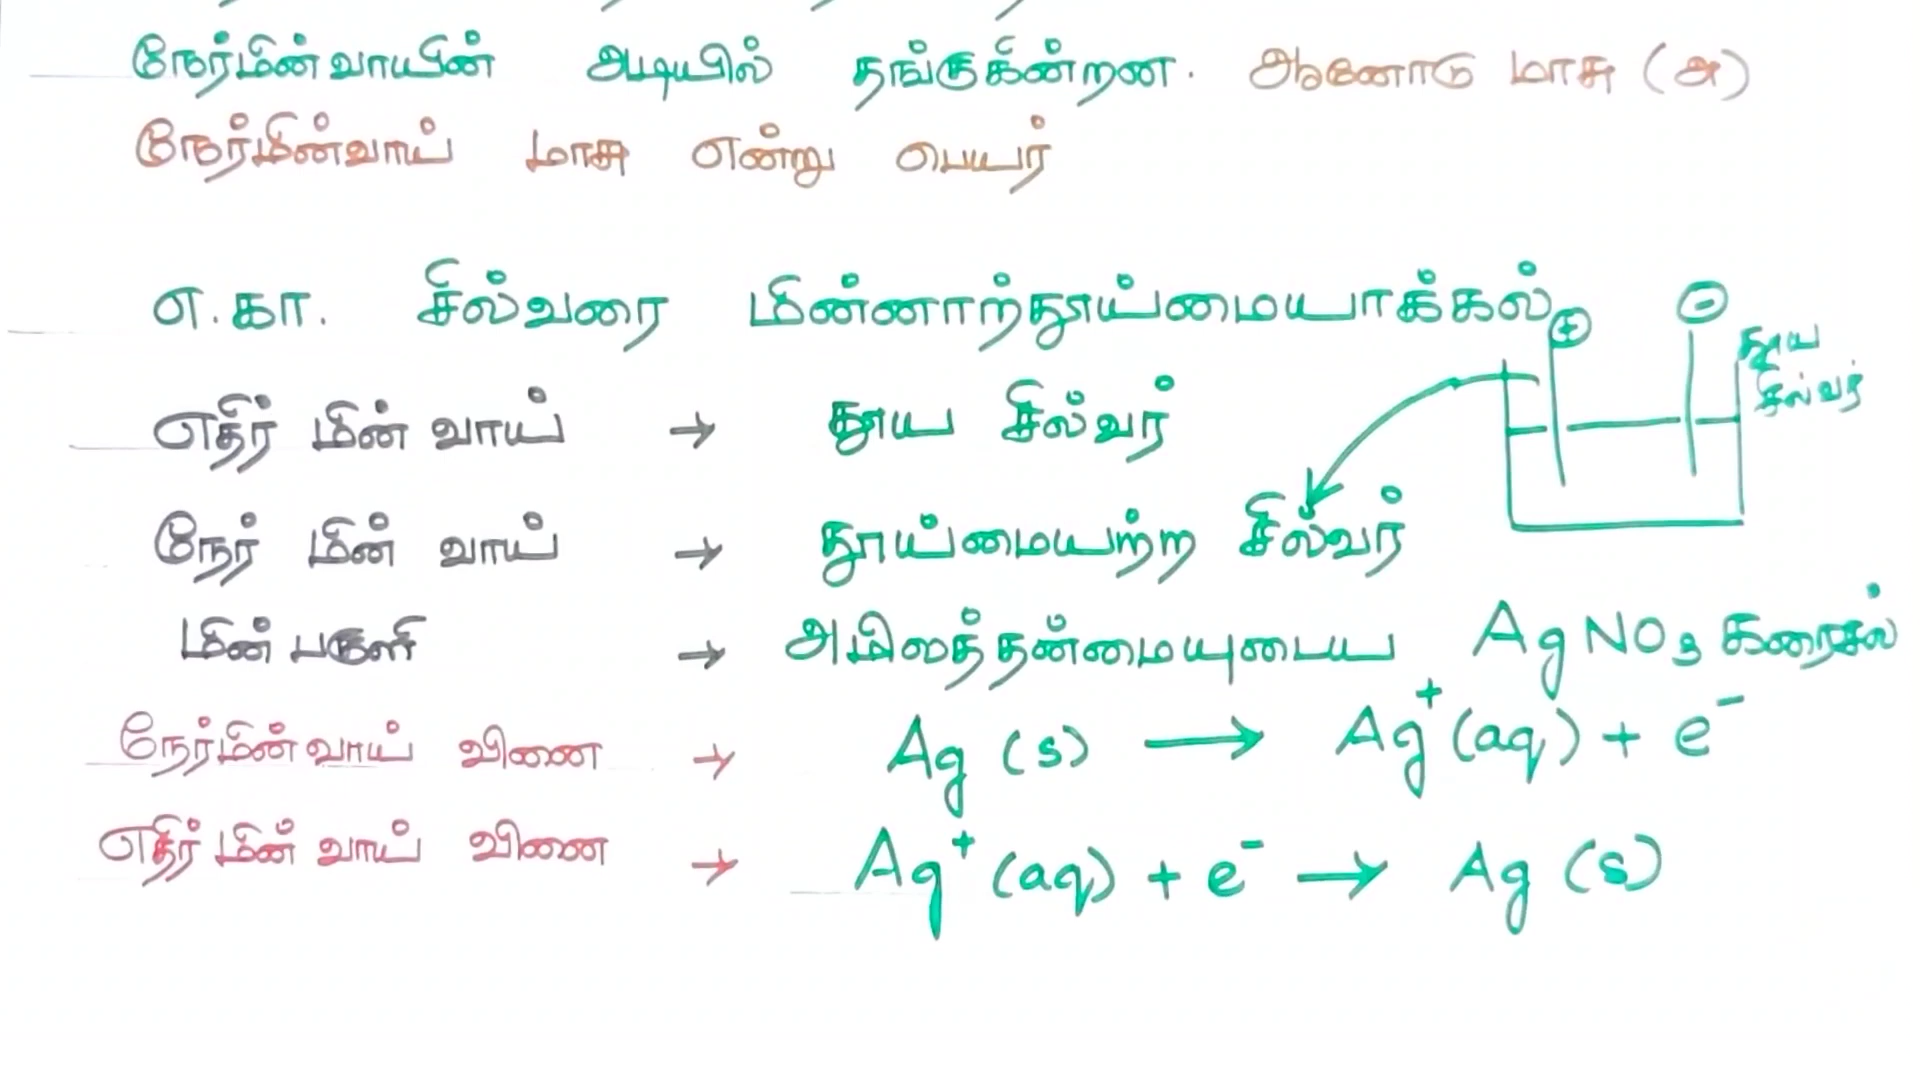 நேர்மின்வாயின் அடியில் தங்குகின்றன. ஆனோடு மாசு (அ)
நேர்மின்வாய் மாசு என்று பெயர்
எ.கா. சில்வரை மின்னாற்தூய்மையாக்கல்
+ -
தூய
சில்வர்
எதிர் மின் வாய் → தூய சில்வர்
நேர் மின் வாய் → தூய்மையற்ற சில்வர்
மின் பகுளி → அமிலத்தன்மையுடைய AgNO₃ கரைசல்
நேர்மின்வாய் வினை → Ag (s) → Ag⁺(aq) + e⁻
எதிர் மின் வாய் வினை → Ag⁺ (aq) + e⁻ → Ag (s)